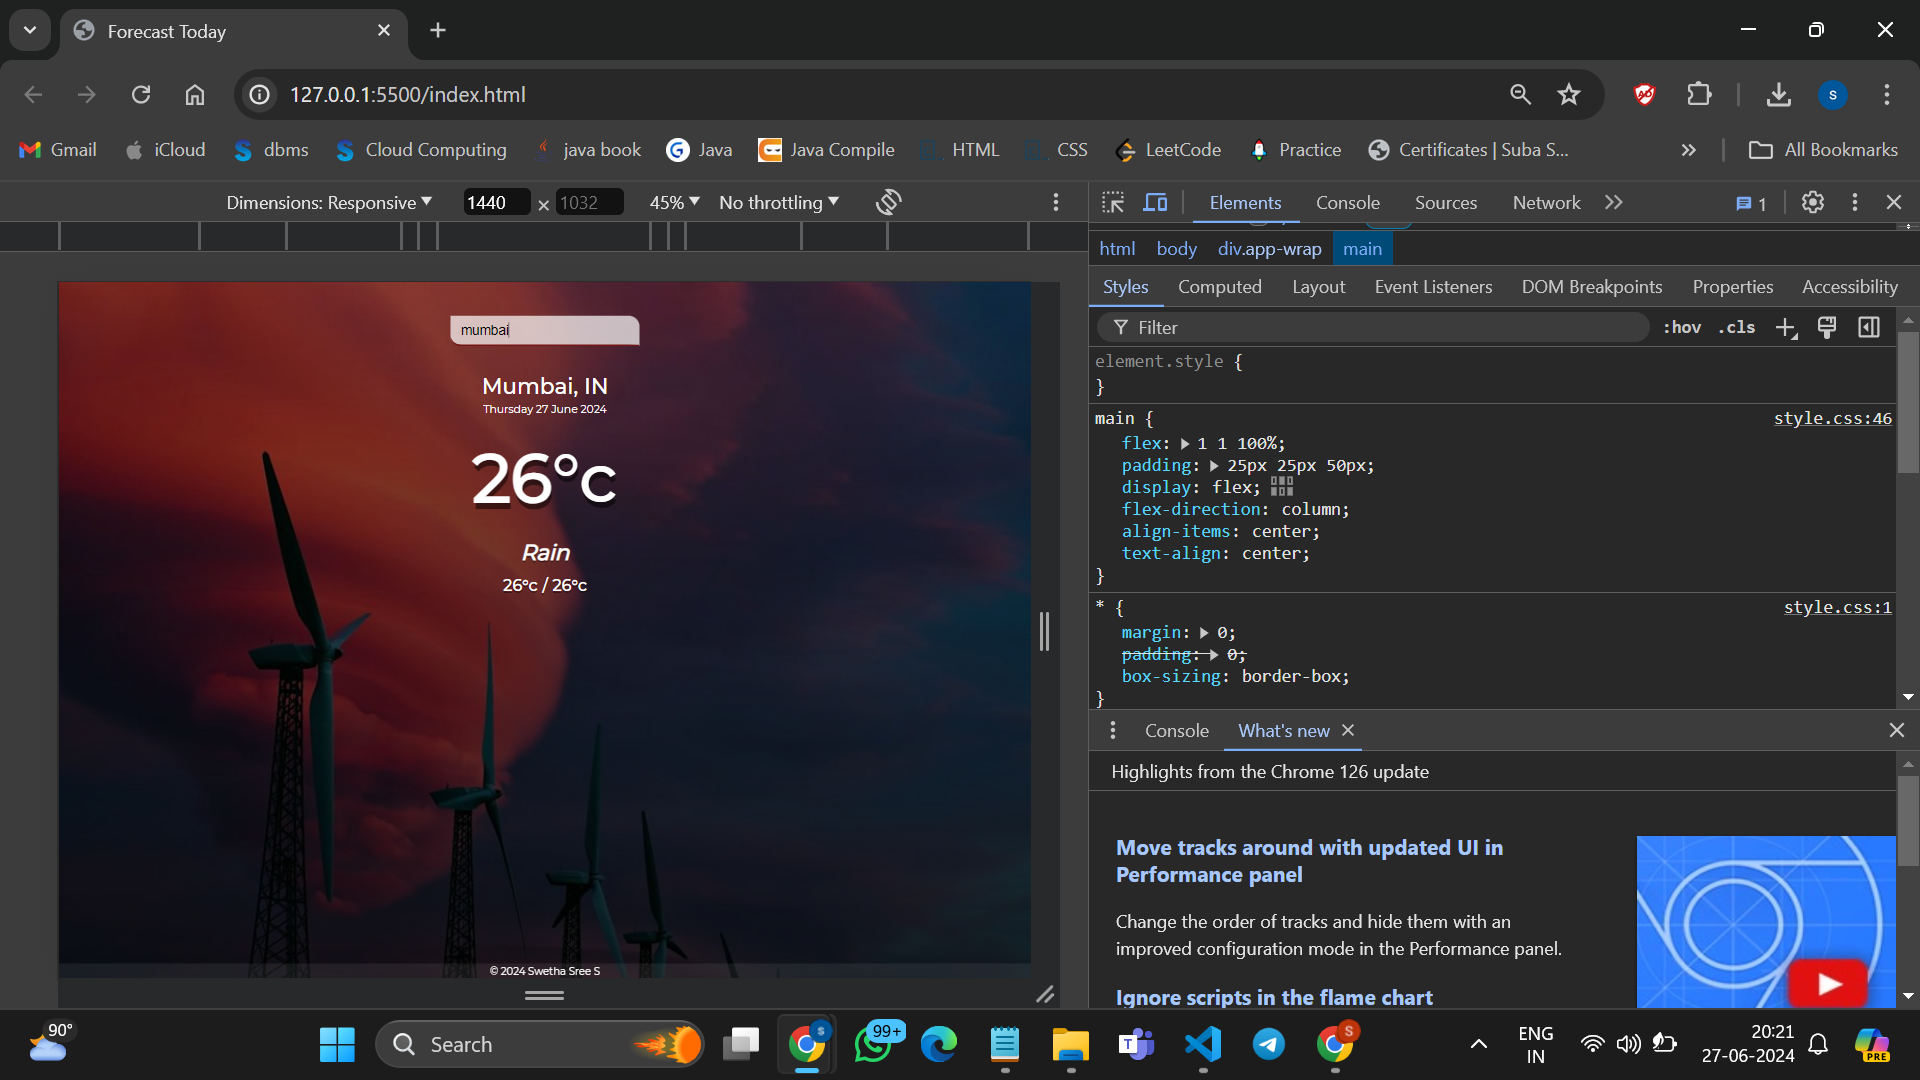 Forecast Today
127.0.0.1:5500/index.html
AD
s
Gmail
iCloud
dbms
Cloud Computing
java book
Java
Java Compile
HTML
CSS
LeetCode
Practice
Certificates | Suba S...
All Bookmarks
Dimensions: Responsive
1440
×
1032
45%
No throttling
Elements
Console
Sources
Network
1
html
body
div.app-wrap
main
Styles
Computed
Layout
Event Listeners
DOM Breakpoints
Properties
Accessibility
Filter
:hov
.cls
element.style {
}
main {
style.css:46
flex: 1 1 100%;
padding: 25px 25px 50px;
display: flex;
flex-direction: column;
align-items: center;
text-align: center;
}
* {
style.css:1
margin: 0;
padding: 0;
box-sizing: border-box;
}
mumbai
Mumbai, IN
Thursday 27 June 2024
26°c
Rain
26°c / 26°c
© 2024 Swetha Sree S
Console
What's new
Highlights from the Chrome 126 update
Move tracks around with updated UI in
Performance panel
Change the order of tracks and hide them with an
improved configuration mode in the Performance panel.
Ignore scripts in the flame chart
90°
Search
S
99+
T
S
ENG
IN
20:21
27-06-2024
PRE